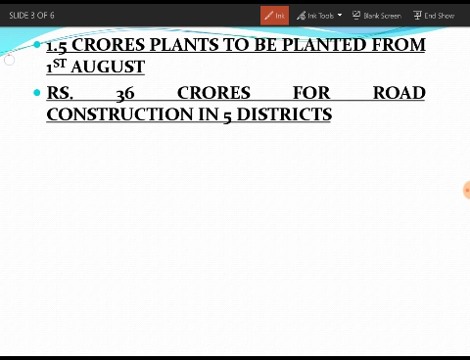 SLIDE 3 OF 6
Ink
Ink Tools
Blank Screen
End Show
1.5 CRORES PLANTS TO BE PLANTED FROM
1ST AUGUST
RS. 36 CRORES FOR ROAD
CONSTRUCTION IN 5 DISTRICTS